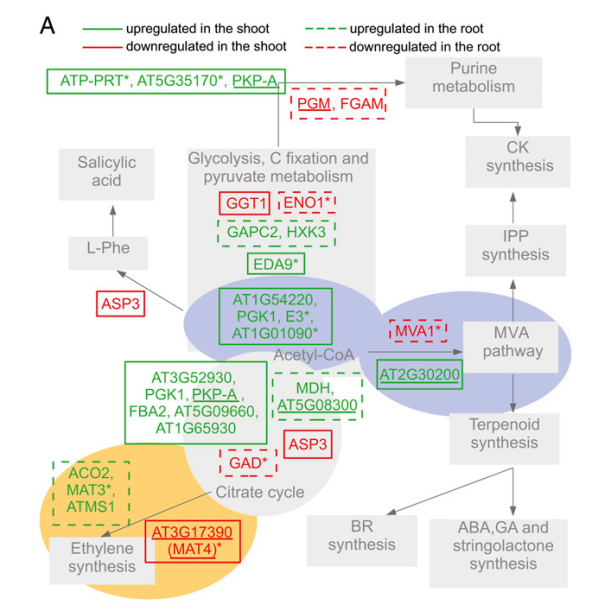 A
upregulated in the shoot
upregulated in the root
downregulated in the shoot
downregulated in the root
ATP-PRT*, AT5G35170*, PKP-A
Purine
metabolism
PGM, FGAM
CK
synthesis
Salicylic
acid
Glycolysis, C fixation and
pyruvate metabolism
GGT1
ENO1*
GAPC2, HXK3
EDA9*
L-Phe
IPP
synthesis
ASP3
AT1G54220,
PGK1, E3*,
AT1G01090*
MVA1*
MVA
pathway
Acetyl-CoA
AT2G30200
AT3G52930,
PGK1, PKP-A,
FBA2, AT5G09660,
AT1G65930
MDH,
AT5G08300
Terpenoid
synthesis
ASP3
GAD*
Citrate cycle
ACO2,
MAT3*,
ATMS1
AT3G17390
(MAT4)*
Ethylene
synthesis
BR
synthesis
ABA,GA and
stringolactone
synthesis